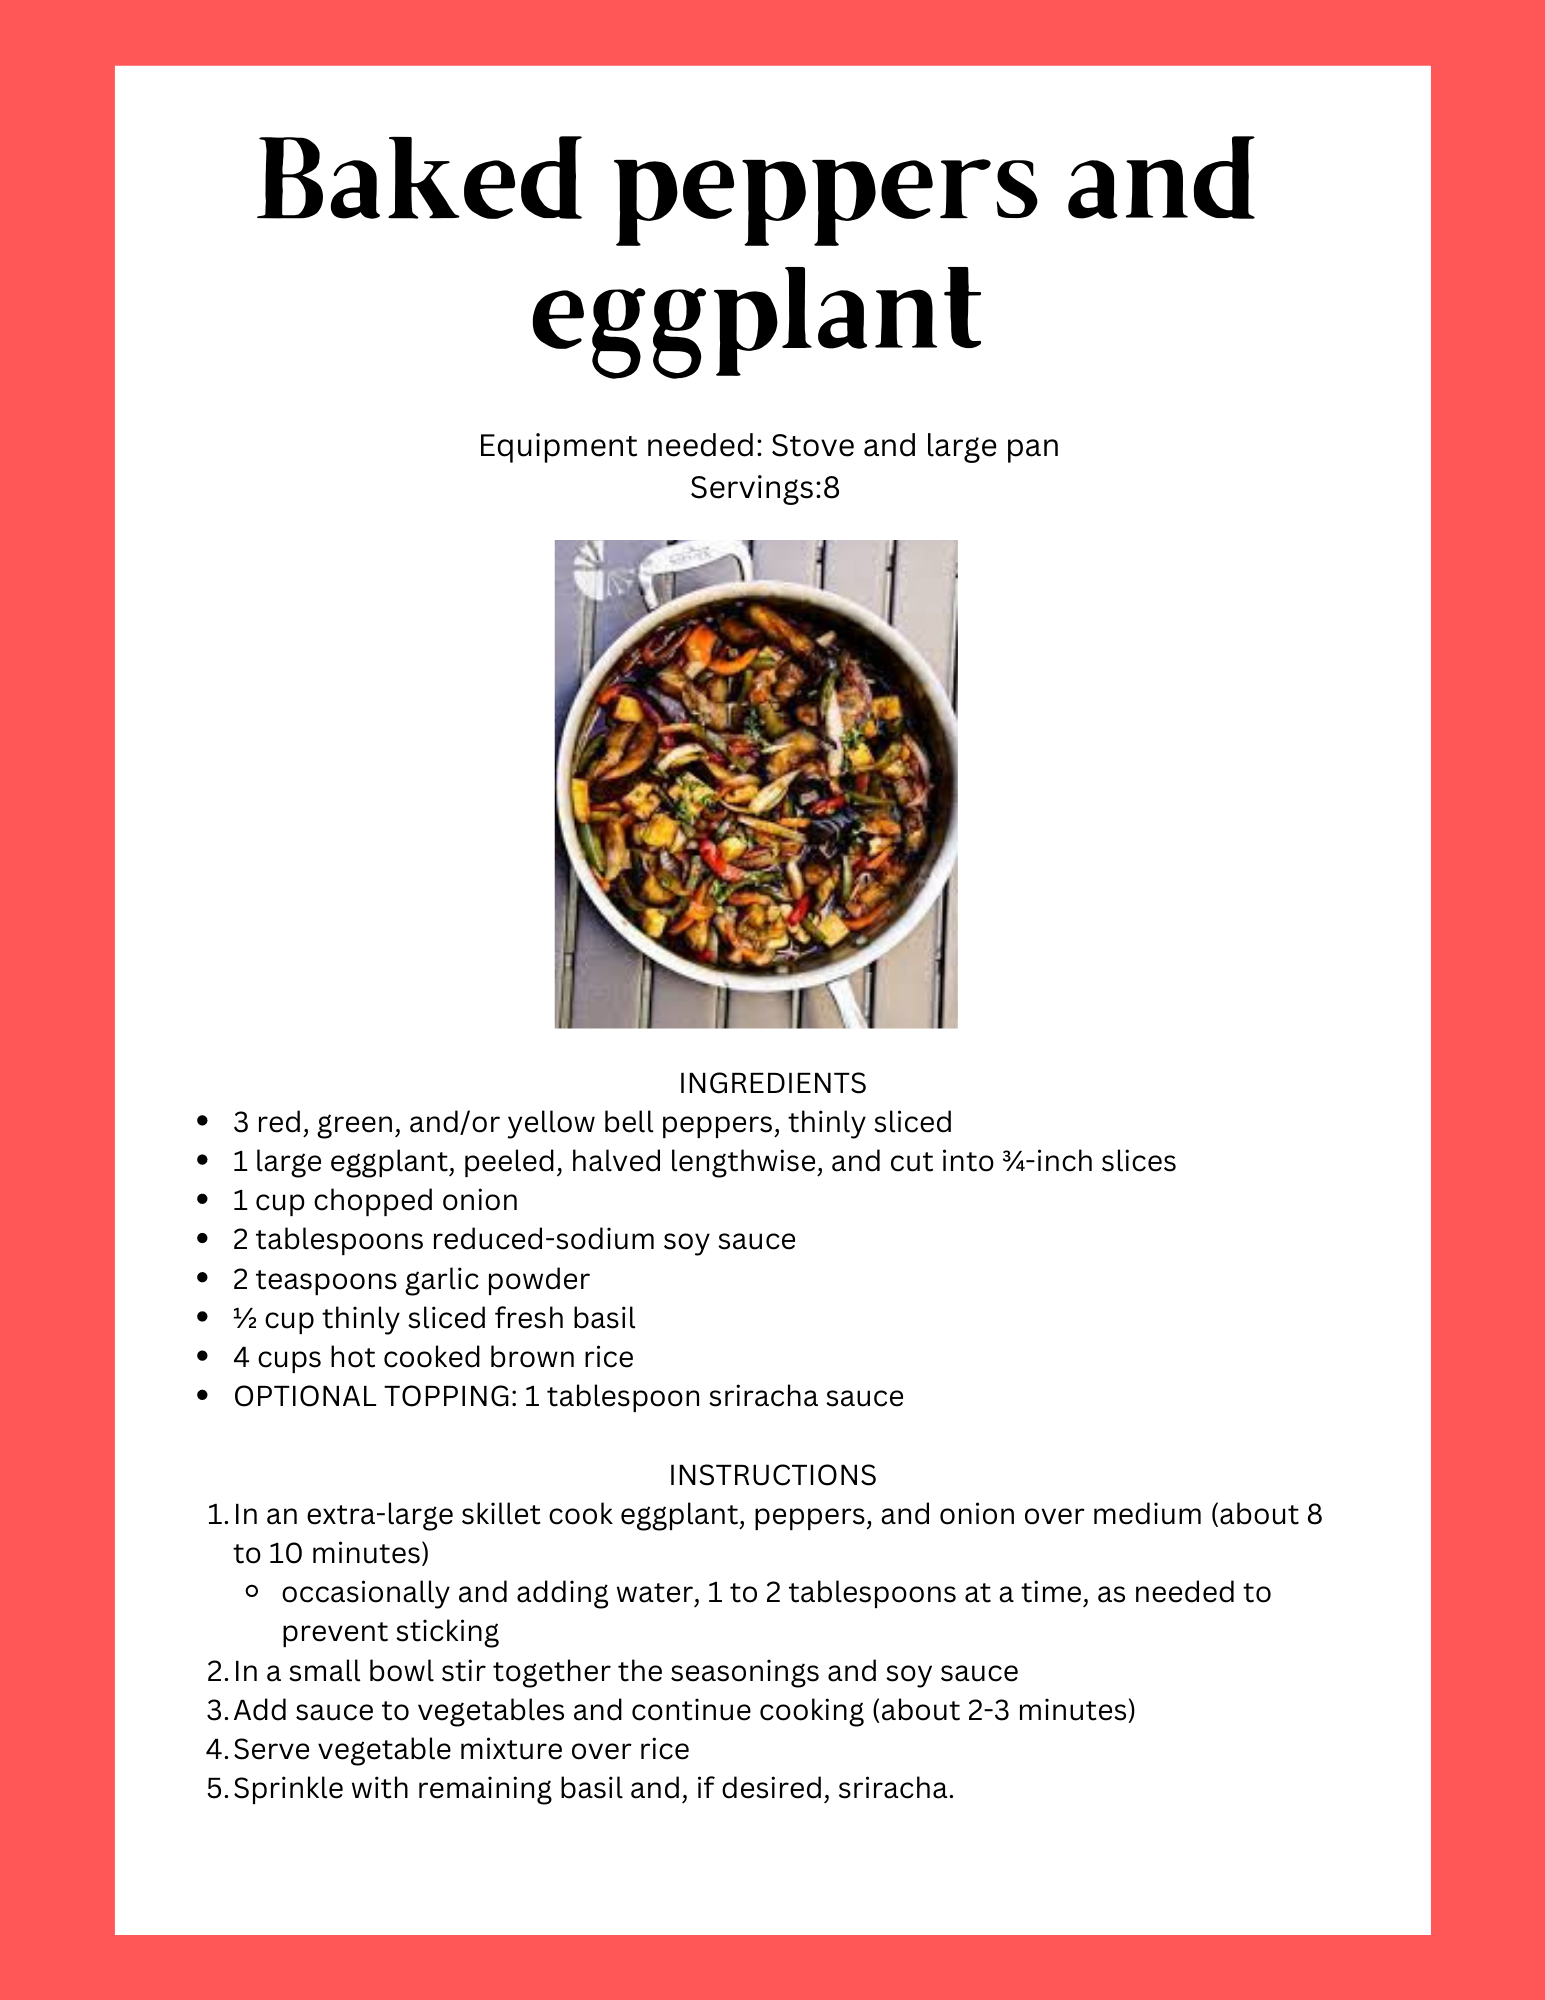 Baked peppers and
eggplant
Equipment needed: Stove and large pan
Servings:8
INGREDIENTS
• 3 red, green, and/or yellow bell peppers, thinly sliced
• 1 large eggplant, peeled, halved lengthwise, and cut into ¾-inch slices
• 1 cup chopped onion
• 2 tablespoons reduced-sodium soy sauce
• 2 teaspoons garlic powder
• ½ cup thinly sliced fresh basil
• 4 cups hot cooked brown rice
• OPTIONAL TOPPING: 1 tablespoon sriracha sauce
INSTRUCTIONS
1. In an extra-large skillet cook eggplant, peppers, and onion over medium (about 8
to 10 minutes)
◦ occasionally and adding water, 1 to 2 tablespoons at a time, as needed to
prevent sticking
2. In a small bowl stir together the seasonings and soy sauce
3. Add sauce to vegetables and continue cooking (about 2-3 minutes)
4. Serve vegetable mixture over rice
5. Sprinkle with remaining basil and, if desired, sriracha.